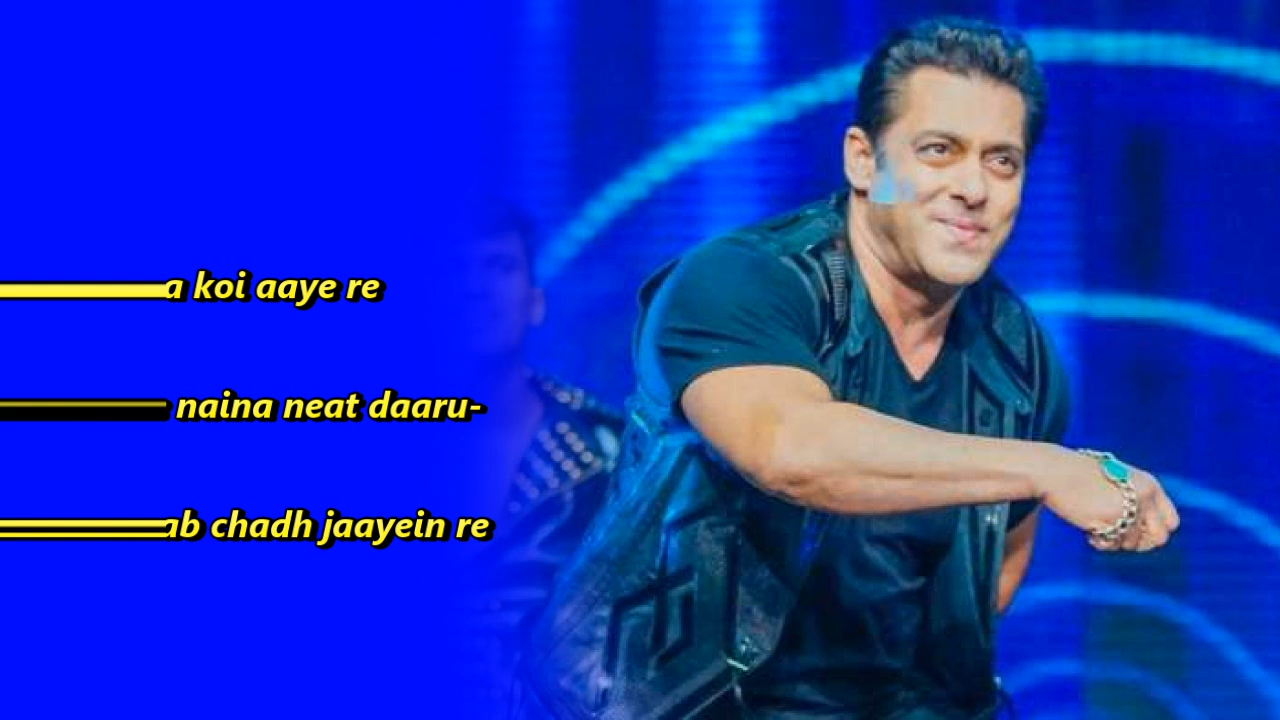 a koi aaye re
naina neat daaru-
ab chadh jaayein re